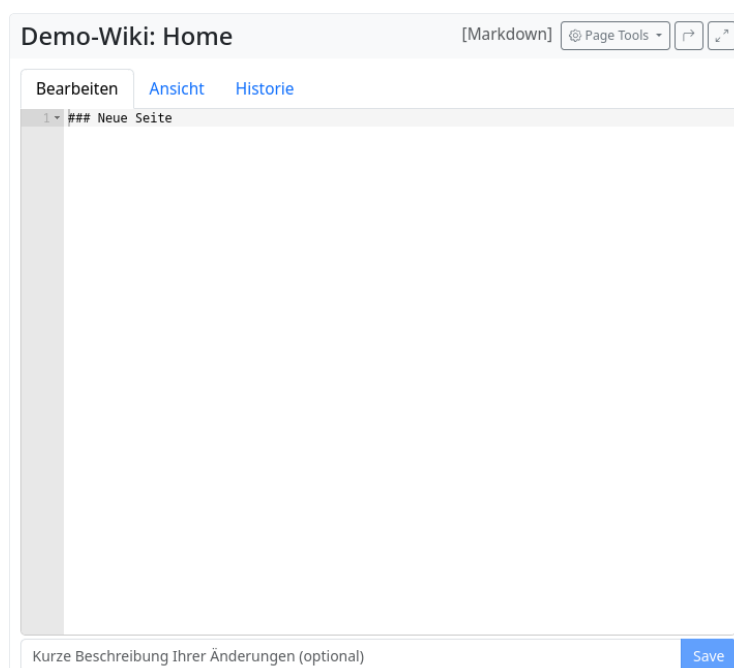 Demo-Wiki: Home [Markdown] Page Tools
Bearbeiten Ansicht Historie
1 ### Neue Seite
Kurze Beschreibung Ihrer Änderungen (optional) Save